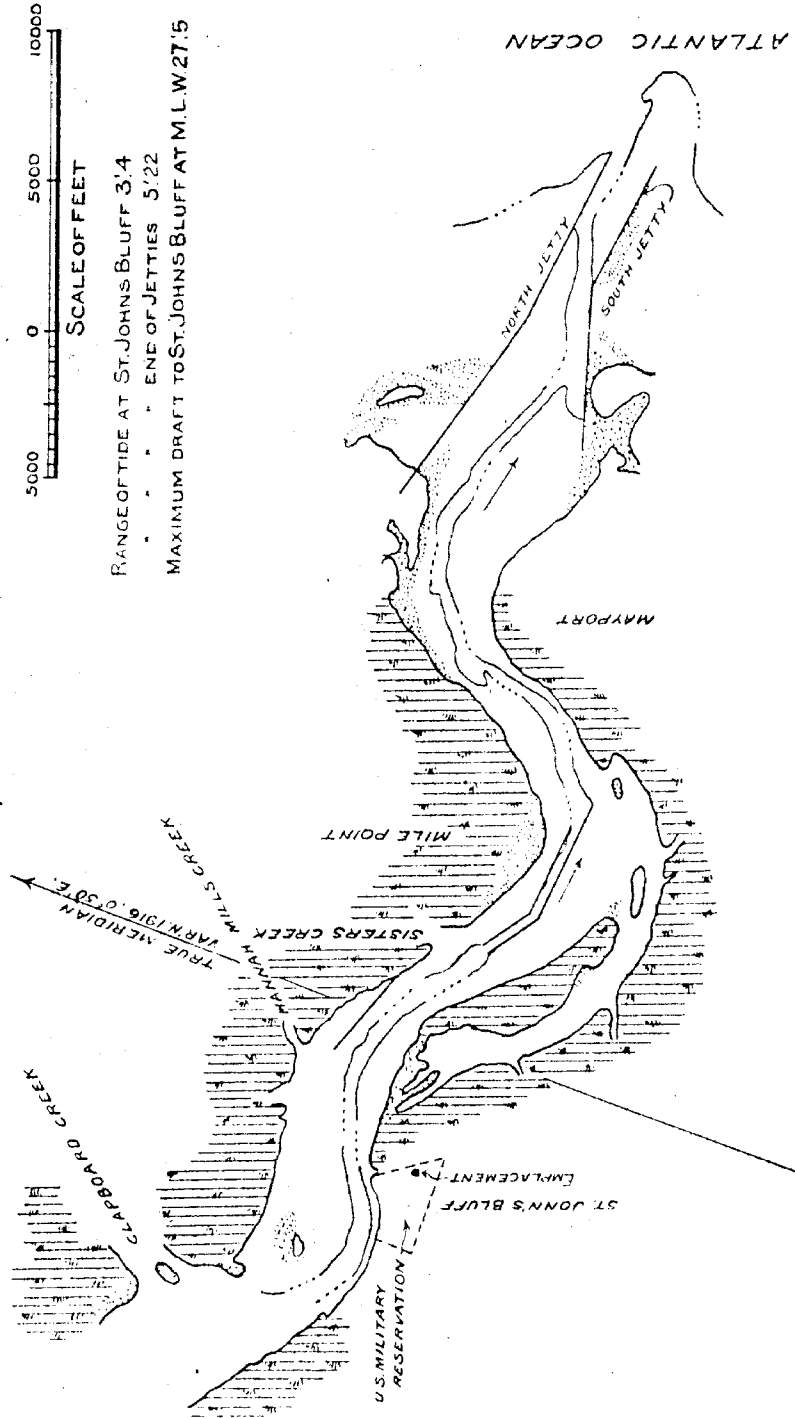 10000
5000
0
5000
SCALE OF FEET
RANGE OF TIDE AT ST. JOHNS BLUFF 3'.4
" " " " END OF JETTIES 5'.22
MAXIMUM DRAFT TO ST. JOHNS BLUFF AT M.L.W. 27'.5
ATLANTIC OCEAN
NORTH JETTY
SOUTH JETTY
MAYPORT
MILE POINT
TRUE MERIDIAN
VARN. 1916, 0°50'E.
HANNAH MILLS CREEK
SISTERS CREEK
CLAPBOARD CREEK
EMPLACEMENT
ST. JOHN'S BLUFF
U.S. MILITARY
RESERVATION